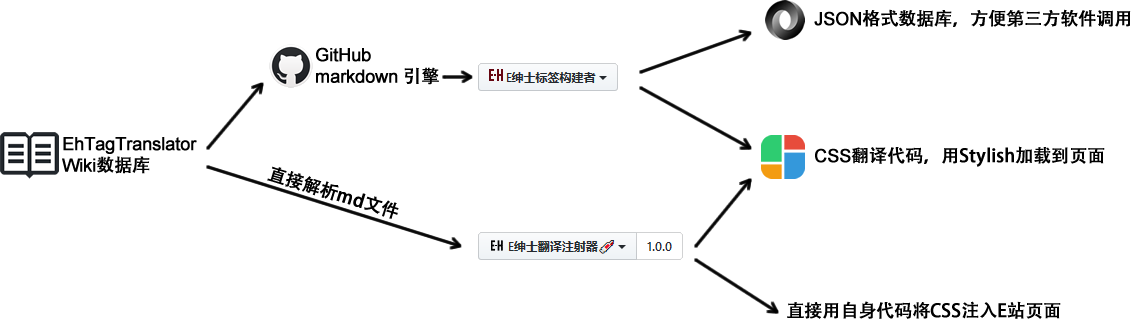 JSON格式数据库，方便第三方软件调用
GitHub
markdown 引擎
E·H E绅士标签构建者
EhTagTranslator
Wiki数据库
CSS翻译代码，用Stylish加载到页面
直接解析md文件
E·H E绅士翻译注射器 1.0.0
直接用自身代码将CSS注入E站页面